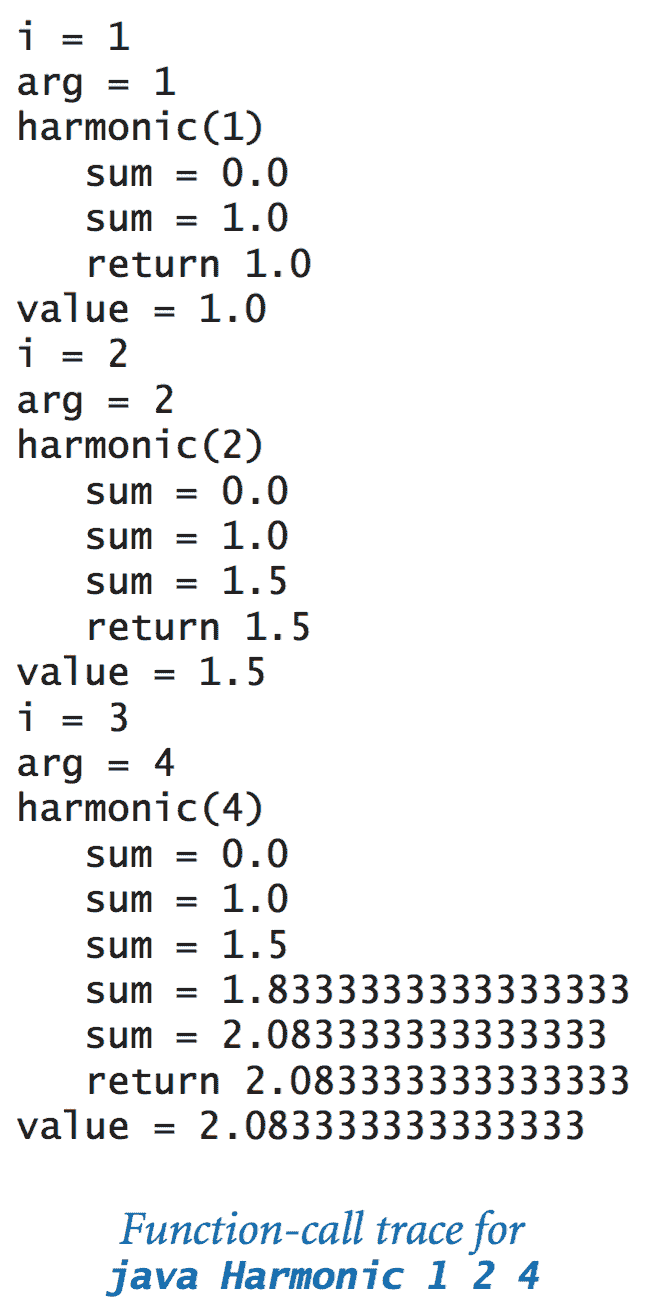 i = 1
arg = 1
harmonic(1)
sum = 0.0
sum = 1.0
return 1.0
value = 1.0
i = 2
arg = 2
harmonic(2)
sum = 0.0
sum = 1.0
sum = 1.5
return 1.5
value = 1.5
i = 3
arg = 4
harmonic(4)
sum = 0.0
sum = 1.0
sum = 1.5
sum = 1.8333333333333333
sum = 2.083333333333333
return 2.083333333333333
value = 2.083333333333333
Function-call trace for
java Harmonic 1 2 4